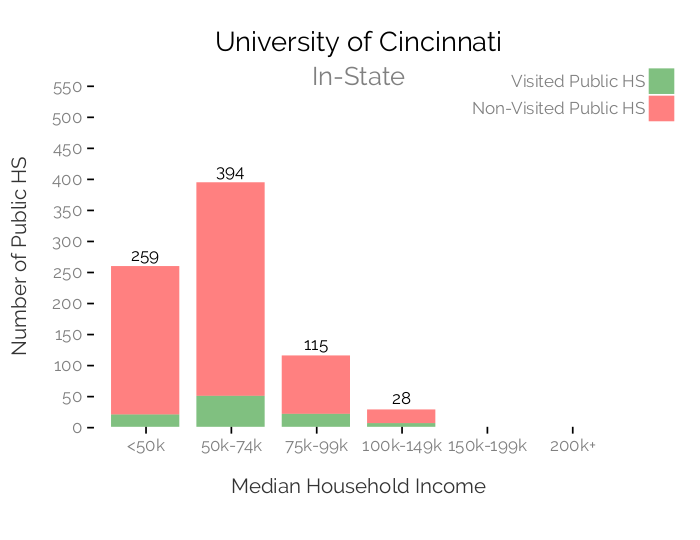 University of Cincinnati
In-State
Visited Public HS
Non-Visited Public HS
Number of Public HS
550
500
450
400
350
300
250
200
150
100
50
0
259
394
115
28
<50k
50k-74k
75k-99k
100k-149k
150k-199k
200k+
Median Household Income